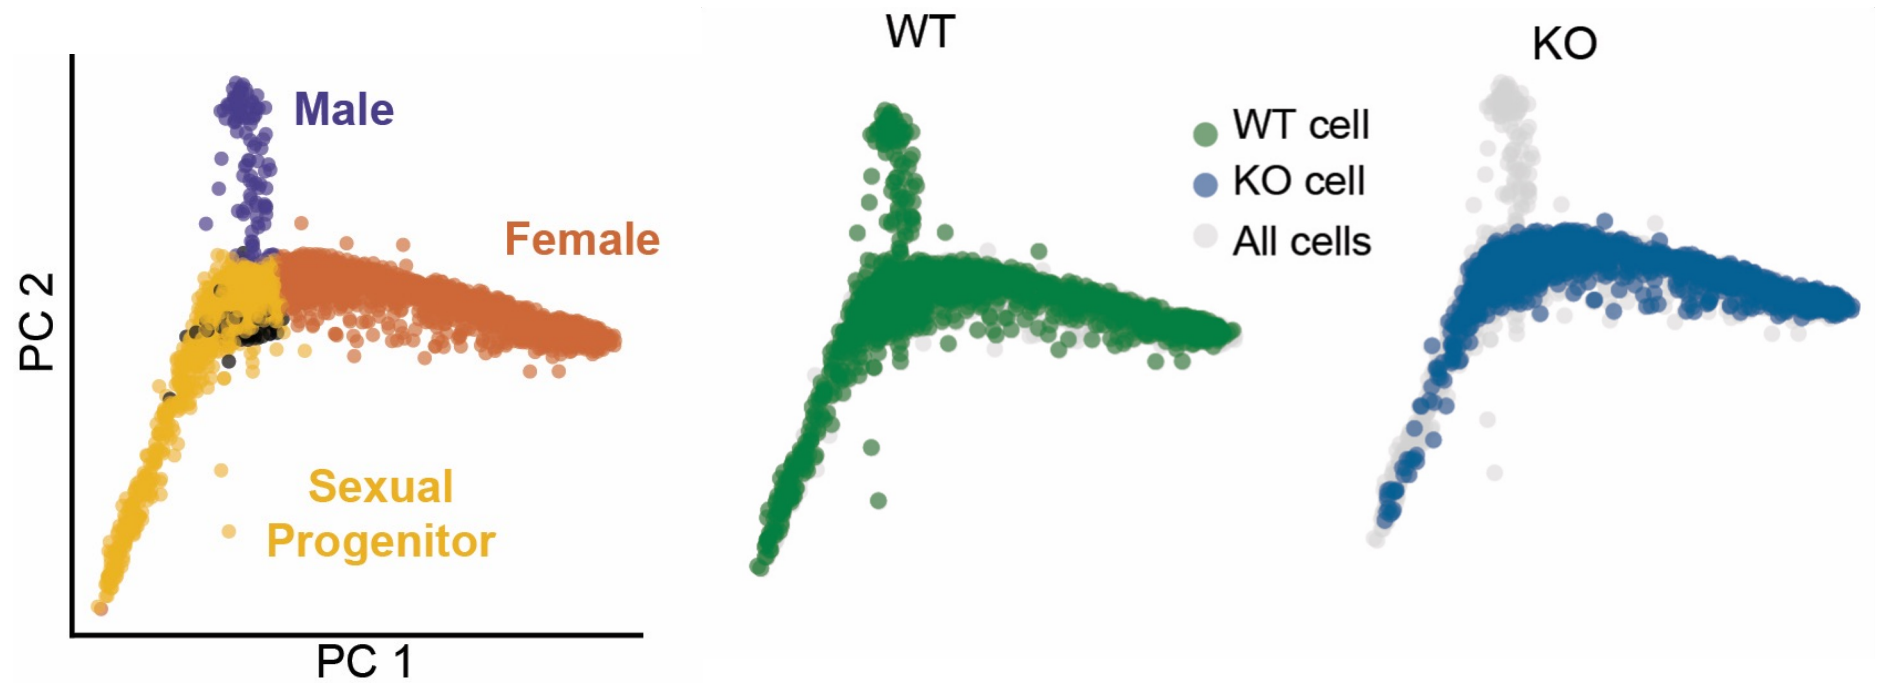 WT
KO
Male
WT cell
KO cell
All cells
Female
Sexual
Progenitor
PC 2
PC 1